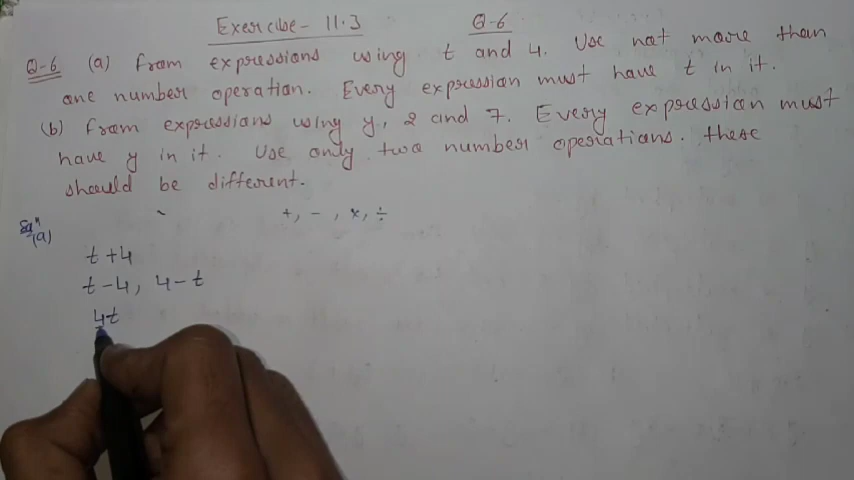 Exercise - 11.3 Q-6
Q-6 (a) from expressions using t and 4. Use not more than
one number operation. Every expression must have t in it.
(b) from expressions using y, 2 and 7. Every expression must
have y in it. Use only two number operations. these
should be different.
+, -, ×, ÷
Solⁿ
(a)
t + 4
t - 4, 4 - t
4t